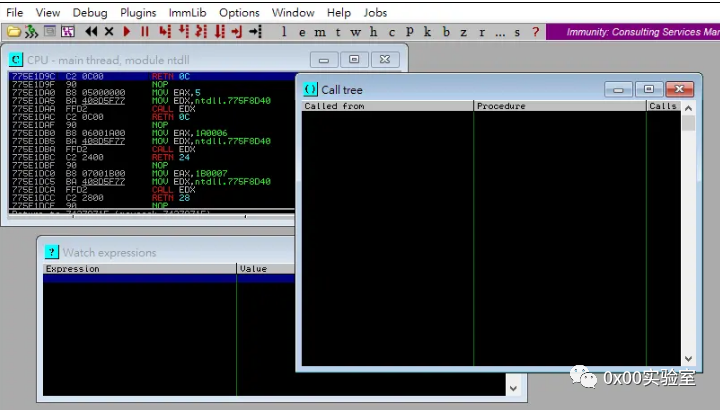 File View Debug Plugins ImmLib Options Window Help Jobs
l e m t w h c p k b z r ... s ? Immunity: Consulting Services Man
C CPU - main thread, module ntdll
775E1D9C C2 0C00 RETN 0C
775E1D9F 90 NOP
775E1DA0 B8 05000000 MOV EAX,5
775E1DA5 BA 408D5F77 MOV EDX,ntdll.775F8D40
775E1DAA FFD2 CALL EDX
775E1DAC C2 0C00 RETN 0C
775E1DAF 90 NOP
775E1DB0 B8 06001A00 MOV EAX,1A0006
775E1DB5 BA 408D5F77 MOV EDX,ntdll.775F8D40
775E1DBA FFD2 CALL EDX
775E1DBC C2 2400 RETN 24
775E1DBF 90 NOP
775E1DC0 B8 07001B00 MOV EAX,1B0007
775E1DC5 BA 408D5F77 MOV EDX,ntdll.775F8D40
775E1DCA FFD2 CALL EDX
775E1DCC C2 2800 RETN 28
775E1DCF 90 NOP
Call tree
Called from Procedure Calls
? Watch expressions
Expression Value
0x00实验室